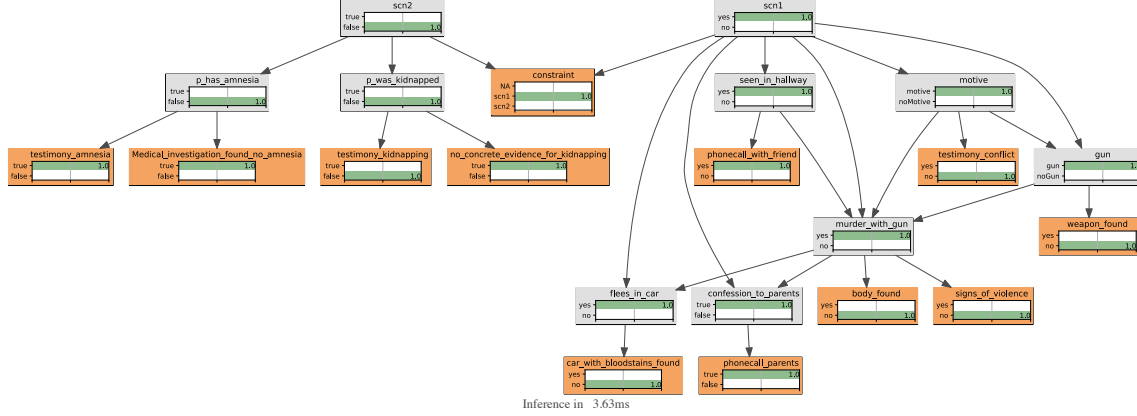 scn2
true
false 1.0
scn1
yes 1.0
no
p_has_amnesia
true
false 1.0
p_was_kidnapped
true
false 1.0
constraint
NA
scn1 1.0
scn2
seen_in_hallway
yes 1.0
no
motive
motive 1.0
noMotive
testimony_amnesia
true 1.0
false
Medical_investigation_found_no_amnesia
true 1.0
false
testimony_kidnapping
true
false 1.0
no_concrete_evidence_for_kidnapping
true 1.0
false
phonecall_with_friend
yes 1.0
no
testimony_conflict
yes
no 1.0
gun
gun 1.
noGun
murder_with_gun
yes 1.0
no
weapon_found
yes
no 1.0
flees_in_car
yes 1.0
no
confession_to_parents
true 1.0
false
body_found
yes
no 1.0
signs_of_violence
yes
no 1.0
car_with_bloodstains_found
yes
no 1.0
phonecall_parents
true 1.0
false
Inference in 3.63ms